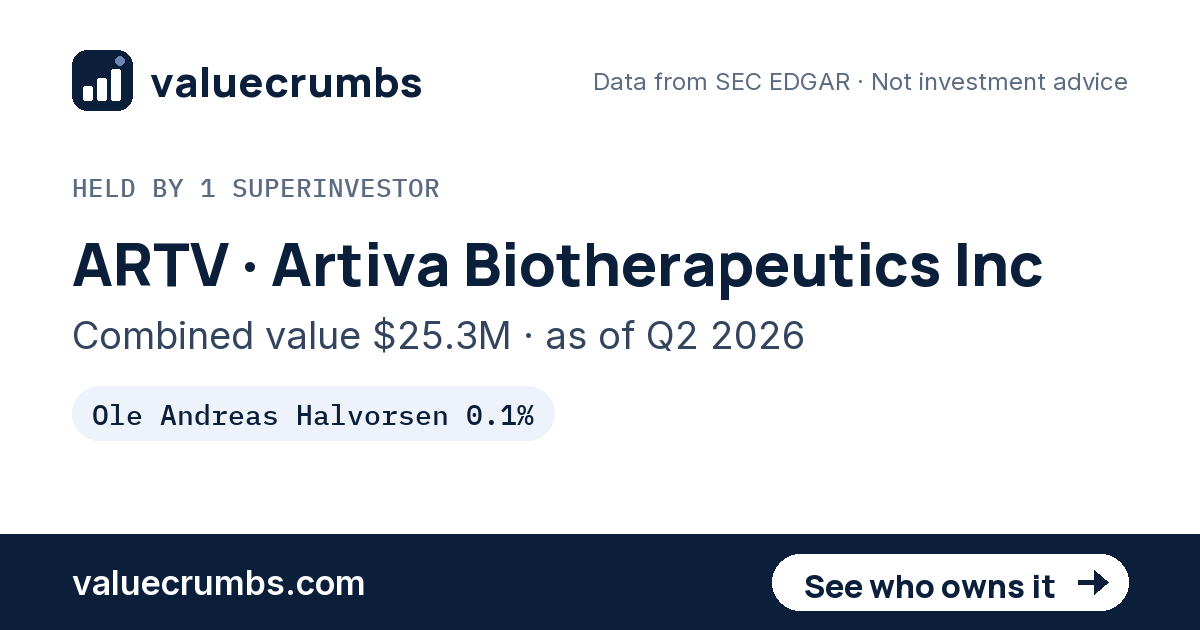 valuecrumbs
Data from SEC EDGAR · Not investment advice
HELD BY 1 SUPERINVESTOR
ARTV · Artiva Biotherapeutics Inc
Combined value $25.3M · as of Q2 2026
Ole Andreas Halvorsen 0.1%
valuecrumbs.com
See who owns it →